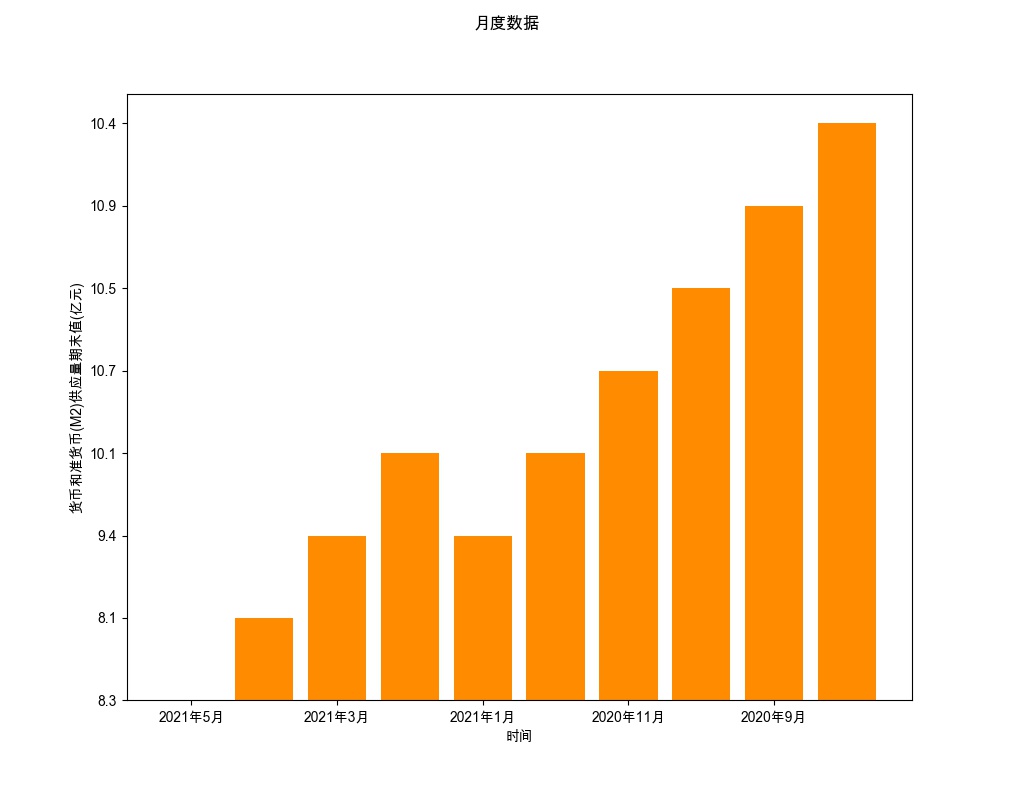 月度数据
10.4
10.9
10.5
10.7
10.1
9.4
8.1
8.3
货币和准货币(M2)供应量期末值(亿元)
2021年5月
2021年3月
2021年1月
2020年11月
2020年9月
时间